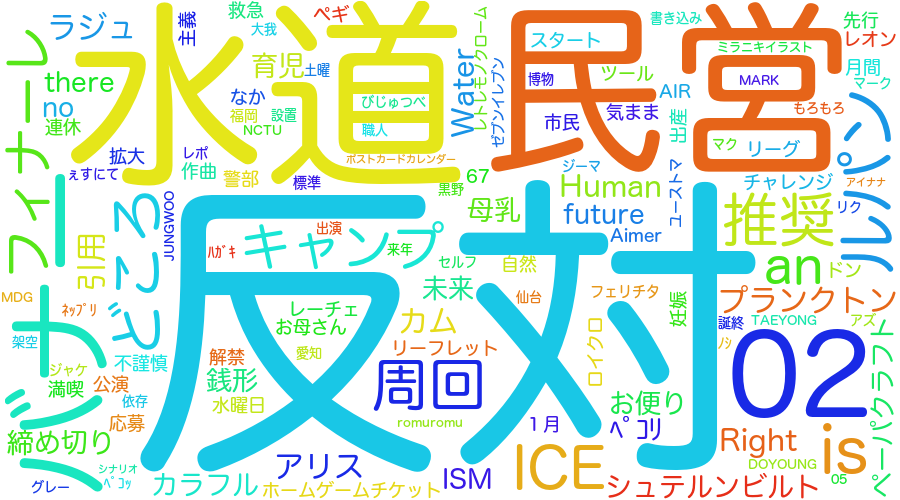 ラジュ
主義
水道
救急
大我
ペギ
レトレモノクローム
スタート
民営
書き込み
先行
レオン
ミラニキイラスト
フィナーレ
there
no
連休
なか
福岡
設置
NCTU
育児
土曜
びじゅつべ
職人
Water
ゼブンイレブン
博物
ツール
気まま
市民
AIR
出産
MARK
月間
マーク
もろもろ
拡大
レポ
作曲
警部
標準
ポストカードカレンダー
黒野
67
ジーマ
マク
リーグ
ルパン
ぇすにて
どころ
JUNGWOO
反対
母乳
Human
future
Aimer
ユーストマ
チャレンジ
アイナナ
リク
推奨
引用
ﾊｶﾞｷ
出演
キャンプ
来年
セルフ
自然
an
ドン
MDG
ﾈｯﾌﾟﾘ
レーチェ
お母さん
未来
仙台
フェリチタ
妊娠
プランクトン
架空
バナー
ジャケ
満喫
不謹慎
公演
依存
解禁
愛知
カム
リーフレット
ロイクロ
誕終
TAEYONG
アズ
ﾉｼ
02
ペーパクラフト
応募
銭形
水曜日
周回
romuromu
お便り
締め切り
シナリオ
ﾍﾟｺｯ
グレー
カラフル
アリス
ホームゲームチケット
ISM
ICE
1月
ﾍﾟｺﾘ
シュテルンビルト
Right
DOYOUNG
is
05